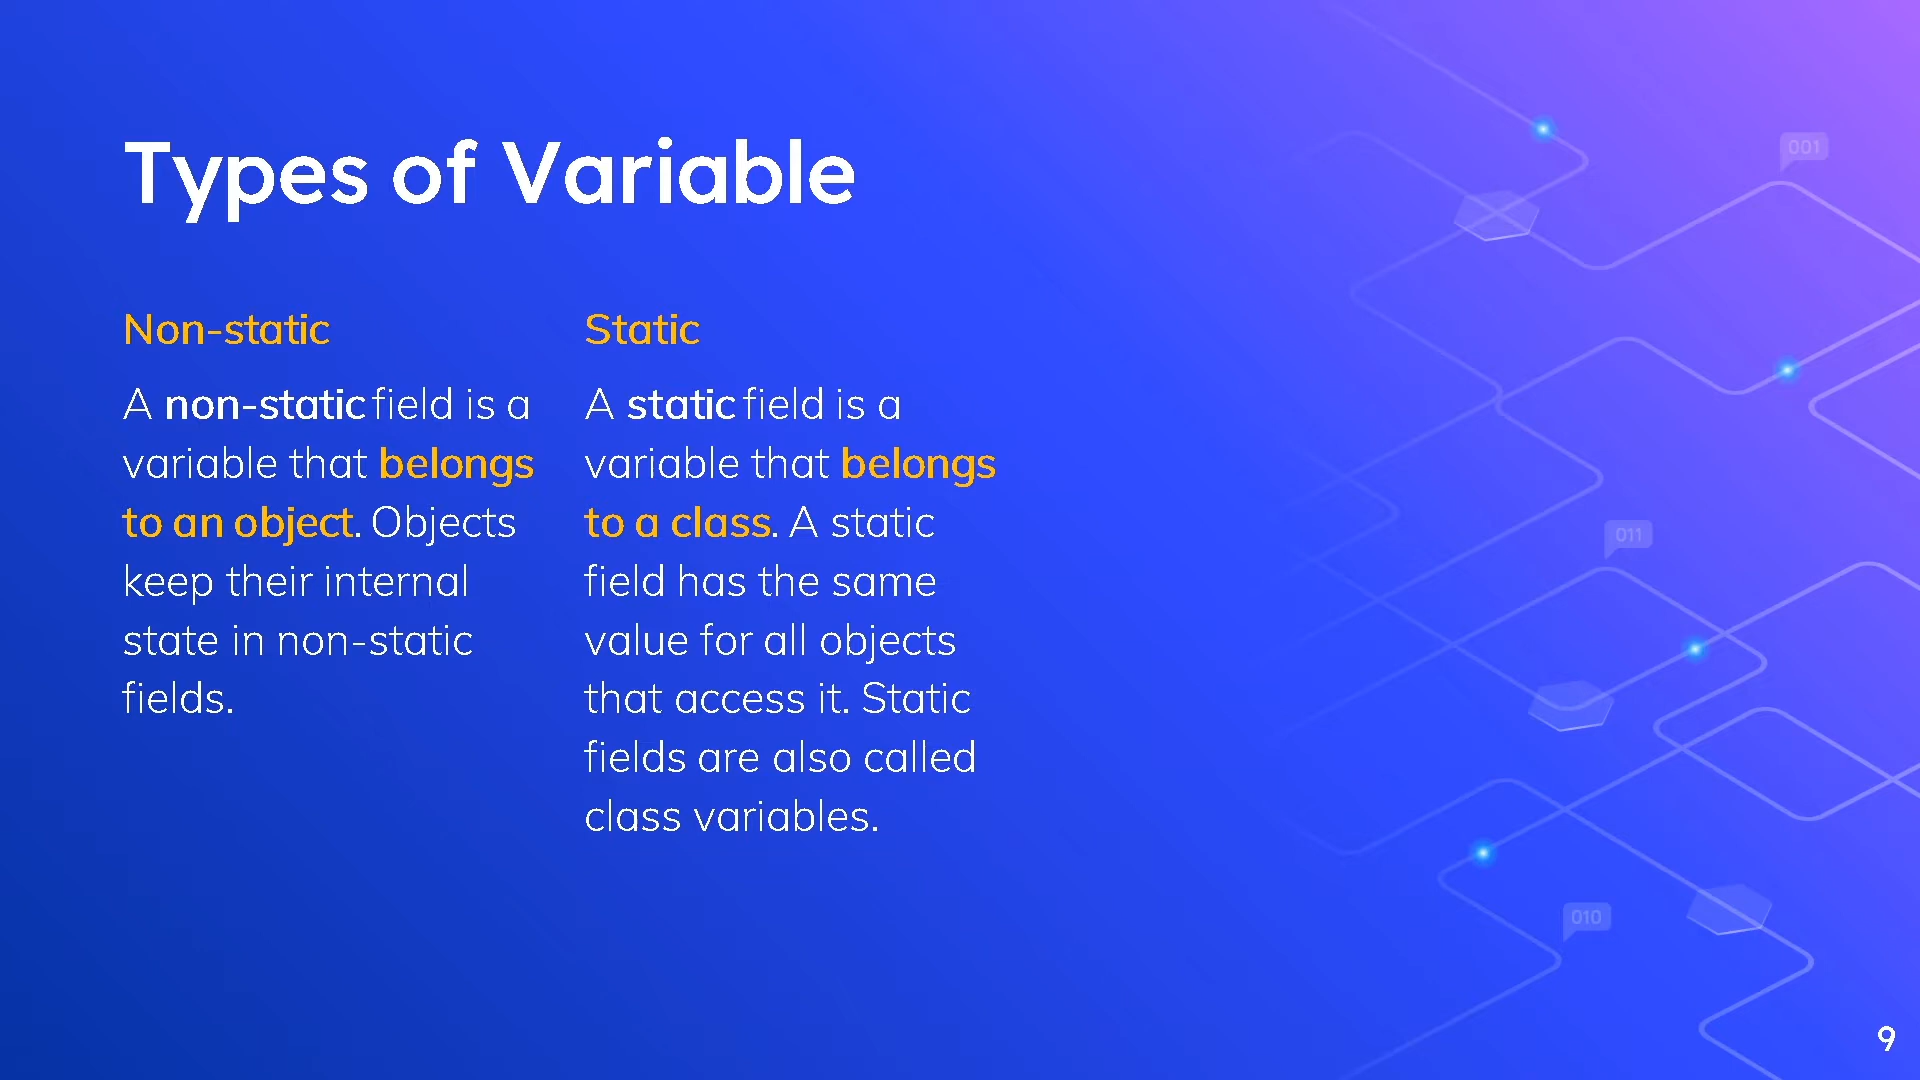 Types of Variable
Non-static
A non-static field is a
variable that belongs
to an object. Objects
keep their internal
state in non-static
fields.
Static
A static field is a
variable that belongs
to a class. A static
field has the same
value for all objects
that access it. Static
fields are also called
class variables.
001
011
010
9